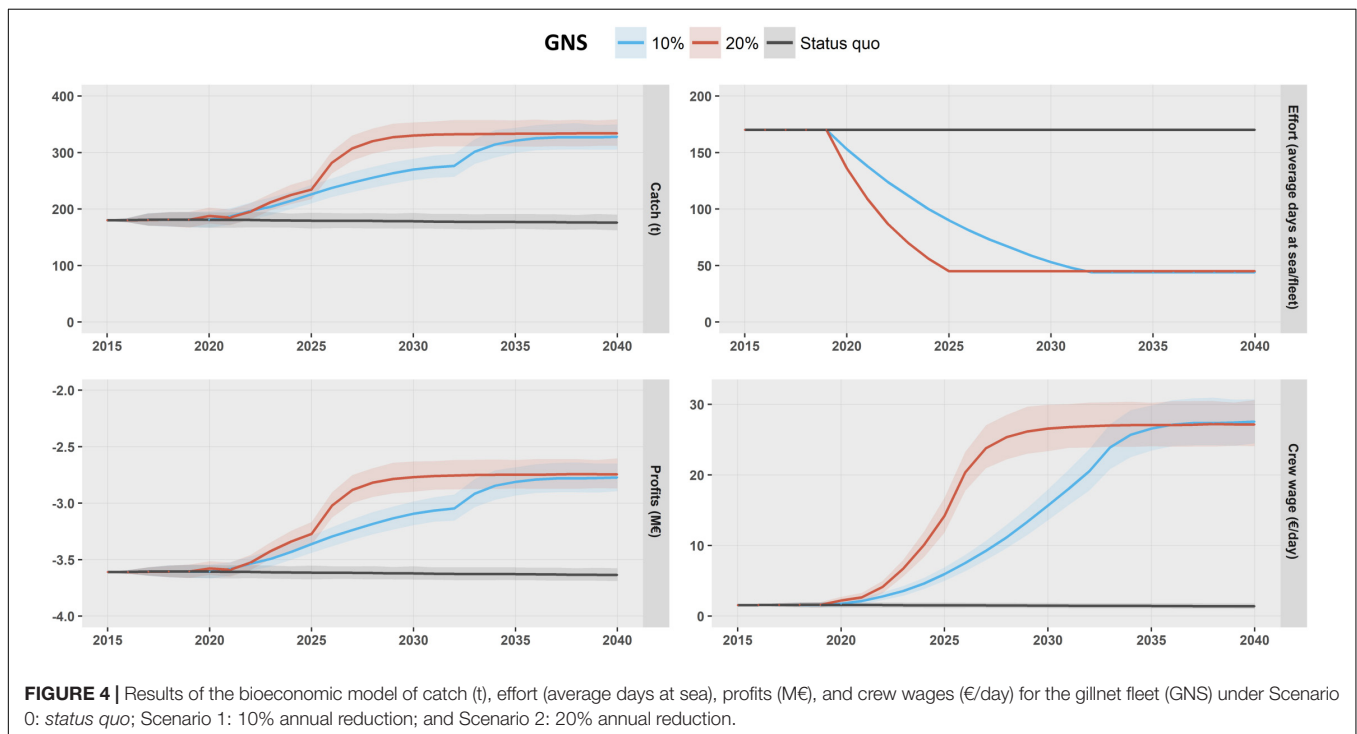 GNS 10% 20% Status quo
400
300
200
100
0
2015 2020 2025 2030 2035 2040
Catch (t)
200
150
100
50
0
2015 2020 2025 2030 2035 2040
Effort (average days at sea/fleet)
-2.0
-2.5
-3.0
-3.5
-4.0
2015 2020 2025 2030 2035 2040
Profits (M€)
30
20
10
0
2015 2020 2025 2030 2035 2040
Crew wage (€/day)
FIGURE 4 | Results of the bioeconomic model of catch (t), effort (average days at sea), profits (M€), and crew wages (€/day) for the gillnet fleet (GNS) under Scenario
0: status quo; Scenario 1: 10% annual reduction; and Scenario 2: 20% annual reduction.